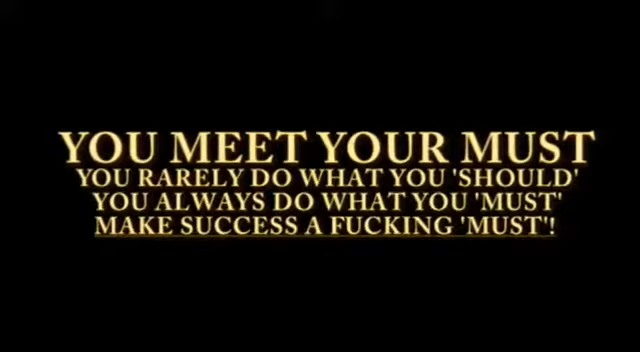 YOU MEET YOUR MUST
YOU RARELY DO WHAT YOU 'SHOULD'
YOU ALWAYS DO WHAT YOU 'MUST'
MAKE SUCCESS A FUCKING 'MUST'!